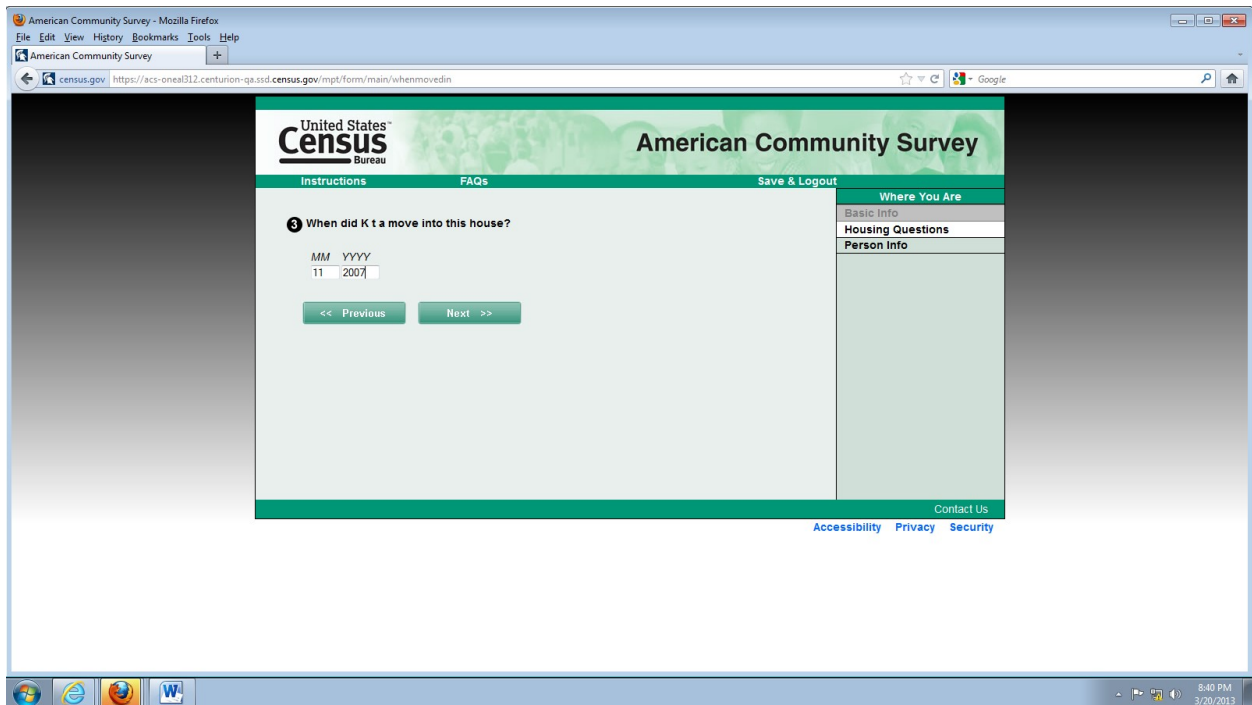 American Community Survey - Mozilla Firefox
File Edit View History Bookmarks Tools Help
American Community Survey +
census.gov https://acs-oneal312.centurion-qa.ssd.census.gov/mpt/form/main/whenmovedin Google
United States™
Census
Bureau
American Community Survey
Instructions FAQs Save & Logout
Where You Are
Basic Info
Housing Questions
Person Info
3 When did K t a move into this house?
MM YYYY
11 2007
<< Previous Next >>
Contact Us
Accessibility Privacy Security
W
8:40 PM
3/20/2013